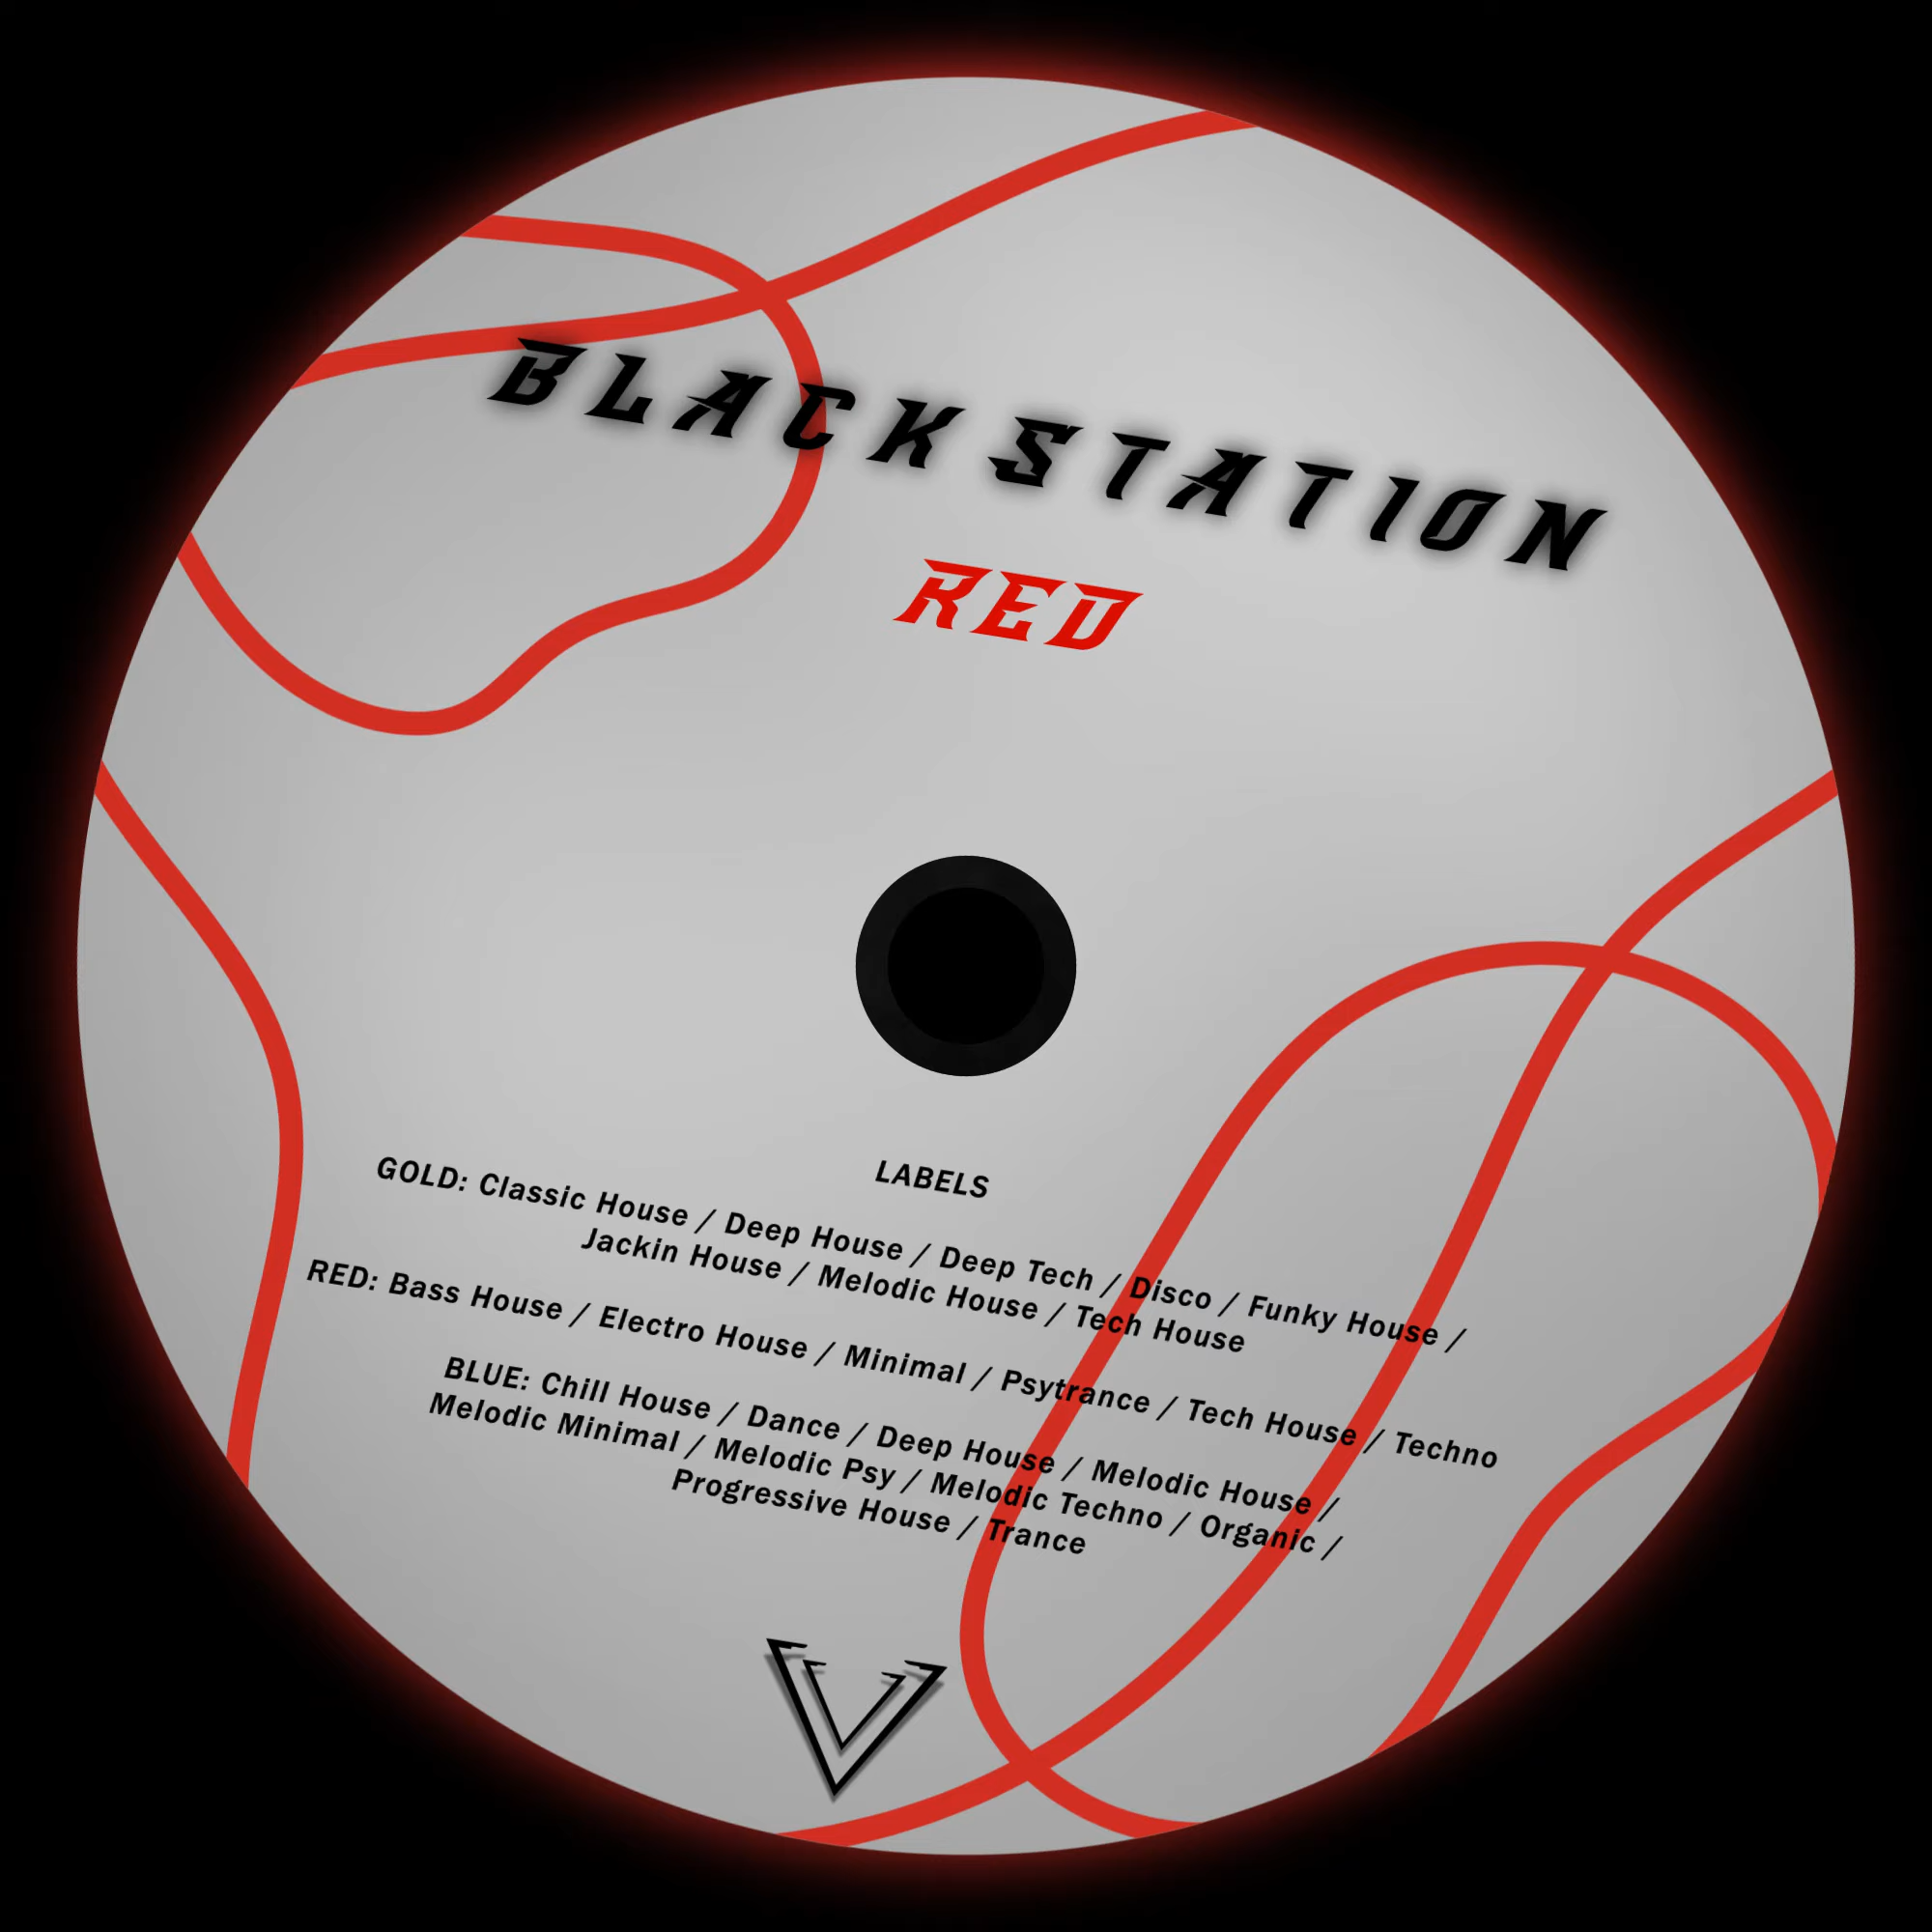 BLACK STATION
RED
LABELS
GOLD: Classic House / Deep House / Deep Tech / Disco / Funky House /
Jackin House / Melodic House / Tech House
RED: Bass House / Electro House / Minimal / Psytrance / Tech House / Techno
BLUE: Chill House / Dance / Deep House / Melodic House /
Melodic Minimal / Melodic Psy / Melodic Techno / Organic /
Progressive House / Trance
V